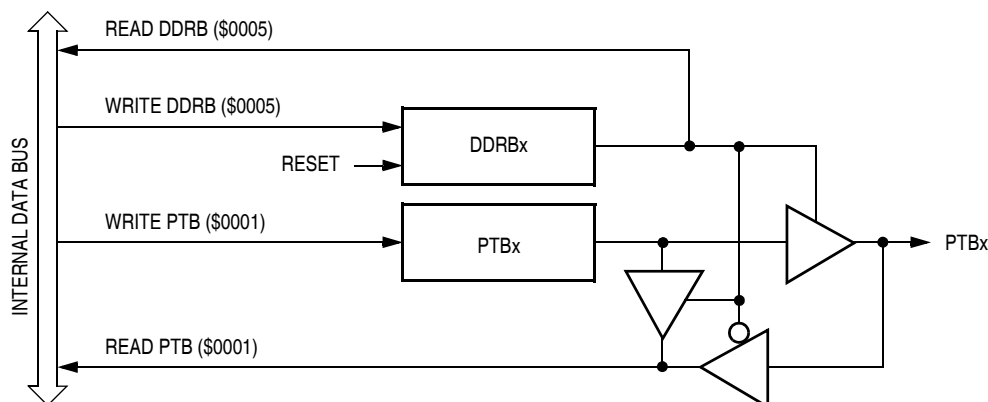 READ DDRB ($0005)
WRITE DDRB ($0005)
DDRBx
RESET
WRITE PTB ($0001)
PTBx
PTBx
READ PTB ($0001)
INTERNAL DATA BUS